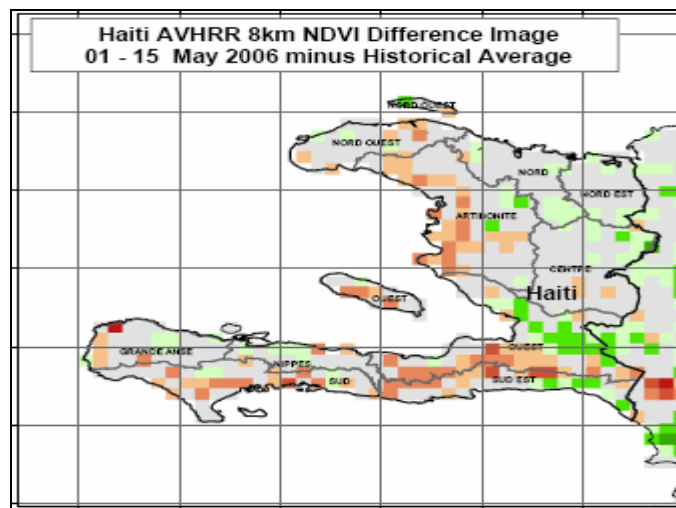 Haiti AVHRR 8km NDVI Difference Image
01 - 15 May 2006 minus Historical Average
NORD OUEST
NORD OUEST
NORD
NORD EST
ARTIBONITE
CENTRE
Haiti
OUEST
OUEST
GRANDE ANSE
NIPPES
SUD
SUD EST